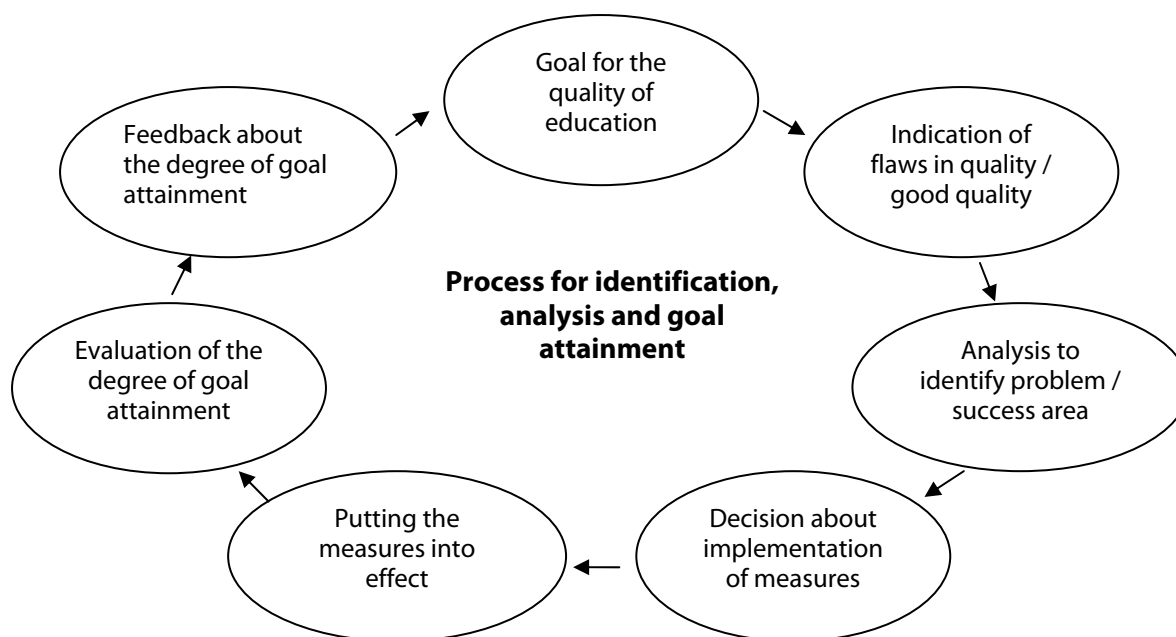 Goal for the
quality of
education
Indication of
flaws in quality /
good quality
Analysis to
identify problem /
success area
Decision about
implementation
of measures
Putting the
measures into
effect
Evaluation of the
degree of goal
attainment
Feedback about
the degree of goal
attainment
Process for identification,
analysis and goal
attainment